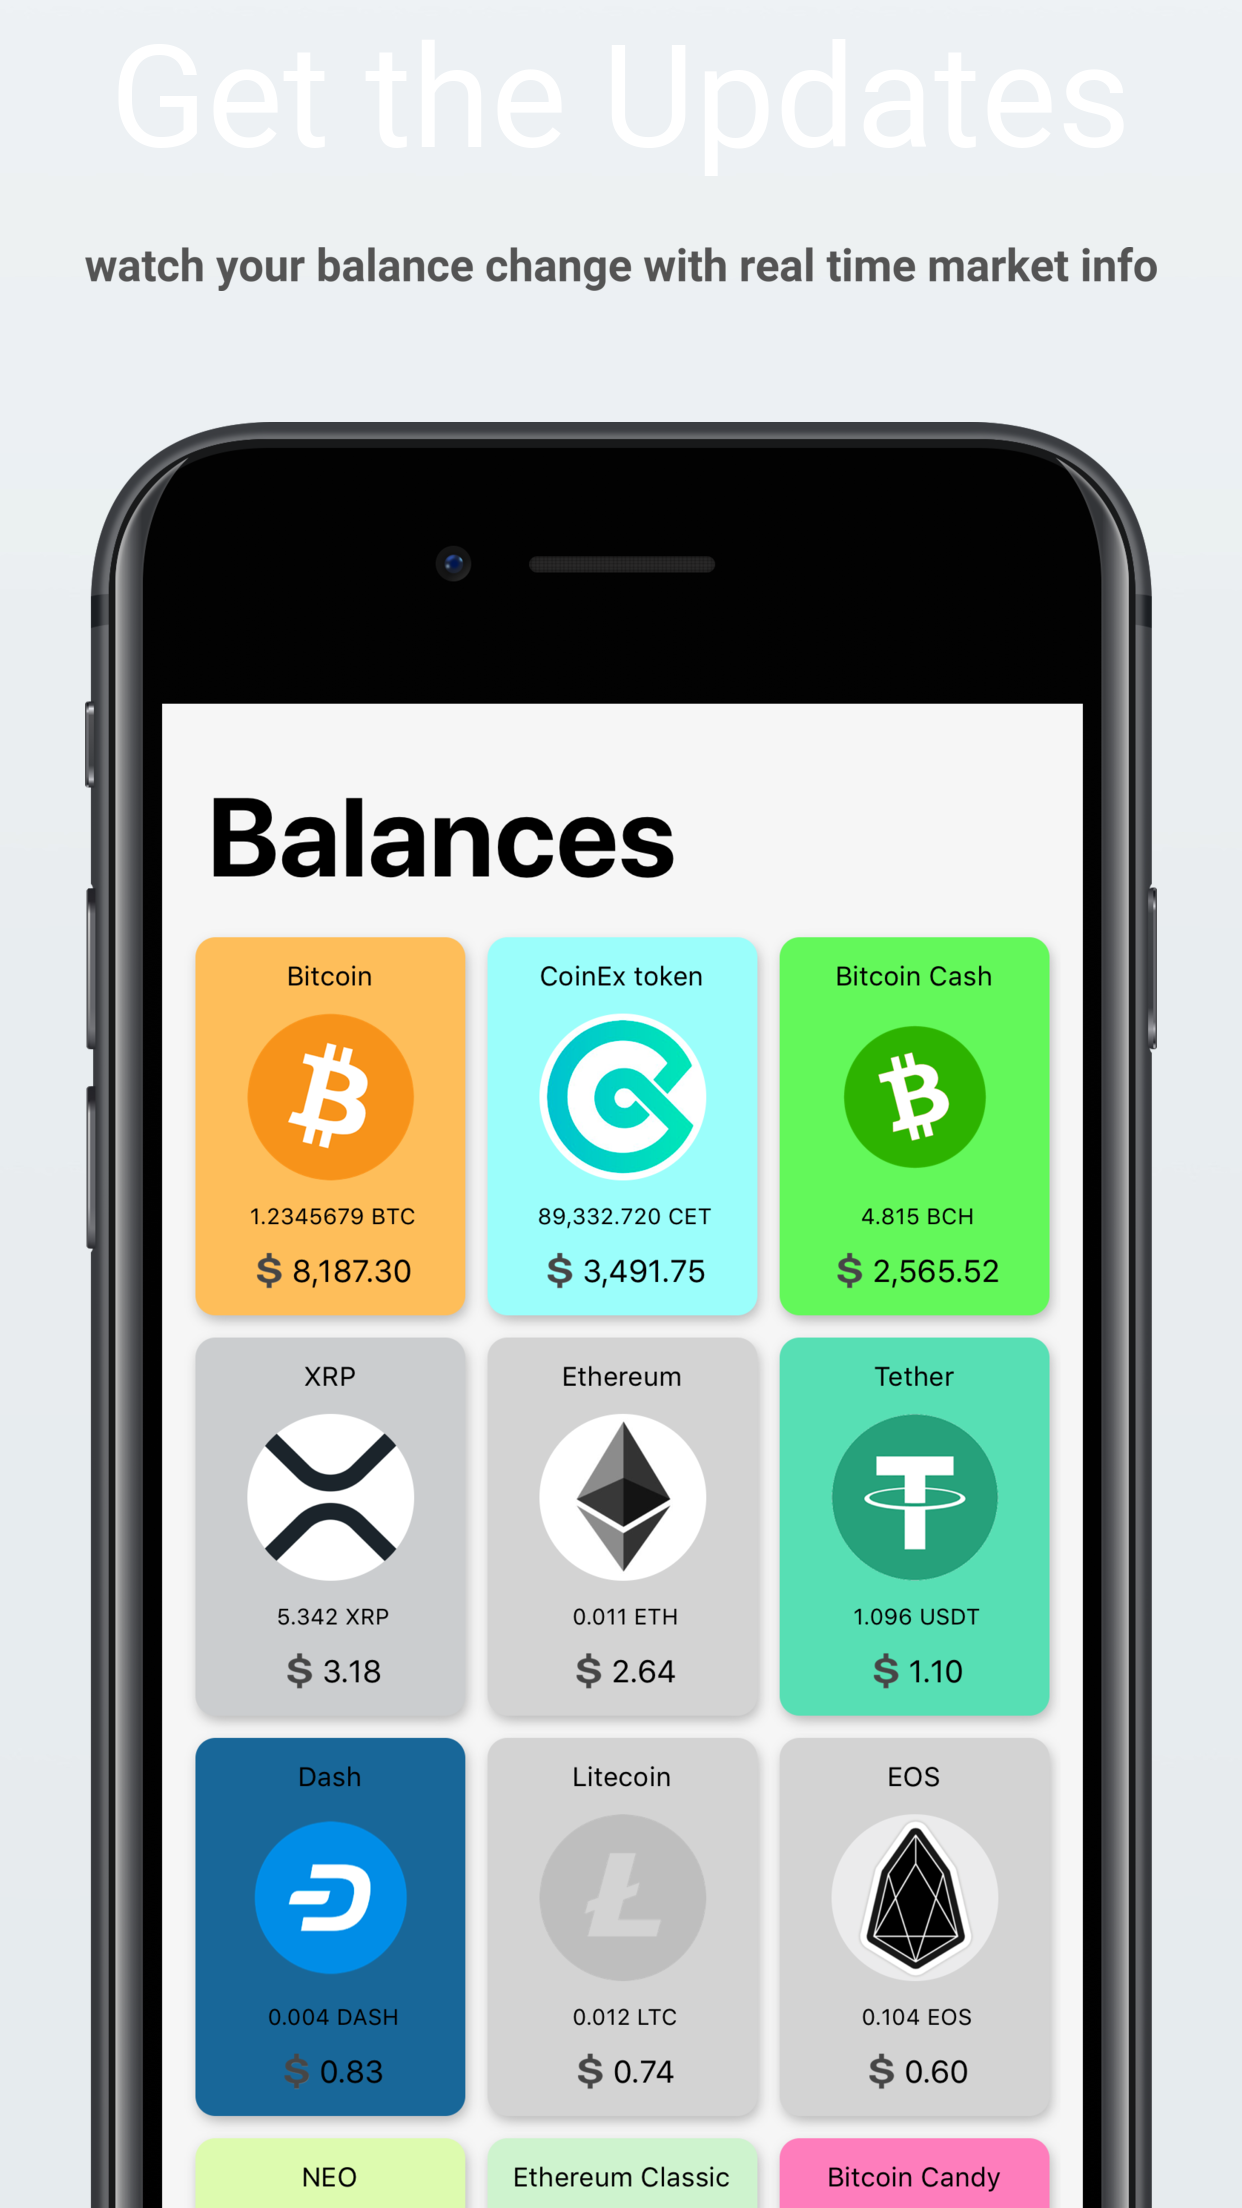 Get the Updates
watch your balance change with real time market info
Balances
Bitcoin
1.2345679 BTC
$ 8,187.30
CoinEx token
89,332.720 CET
$ 3,491.75
Bitcoin Cash
4.815 BCH
$ 2,565.52
XRP
5.342 XRP
$ 3.18
Ethereum
0.011 ETH
$ 2.64
Tether
1.096 USDT
$ 1.10
Dash
0.004 DASH
$ 0.83
Litecoin
0.012 LTC
$ 0.74
EOS
0.104 EOS
$ 0.60
NEO
Ethereum Classic
Bitcoin Candy